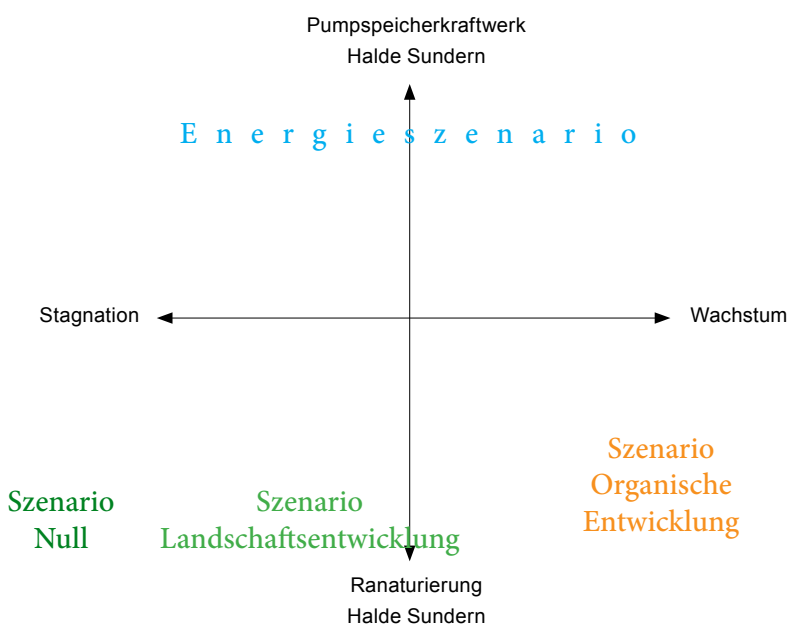 Pumpspeicherkraftwerk
Halde Sundern
E n e r g i e s z e n a r i o
Stagnation
Wachstum
Szenario
Organische
Entwicklung
Szenario
Null
Szenario
Landschaftsentwicklung
Ranaturierung
Halde Sundern